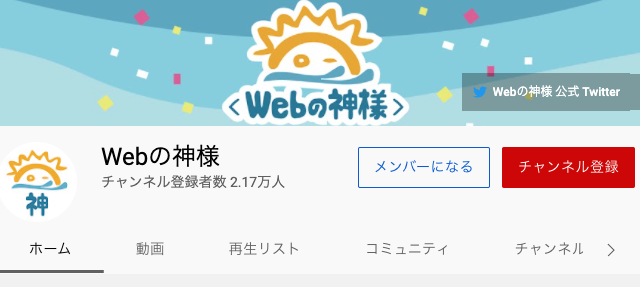 <Webの神様>
Webの神様 公式 Twitter
神
Webの神様
チャンネル登録者数 2.17万人
メンバーになる
チャンネル登録
ホーム 動画 再生リスト コミュニティ チャンネル